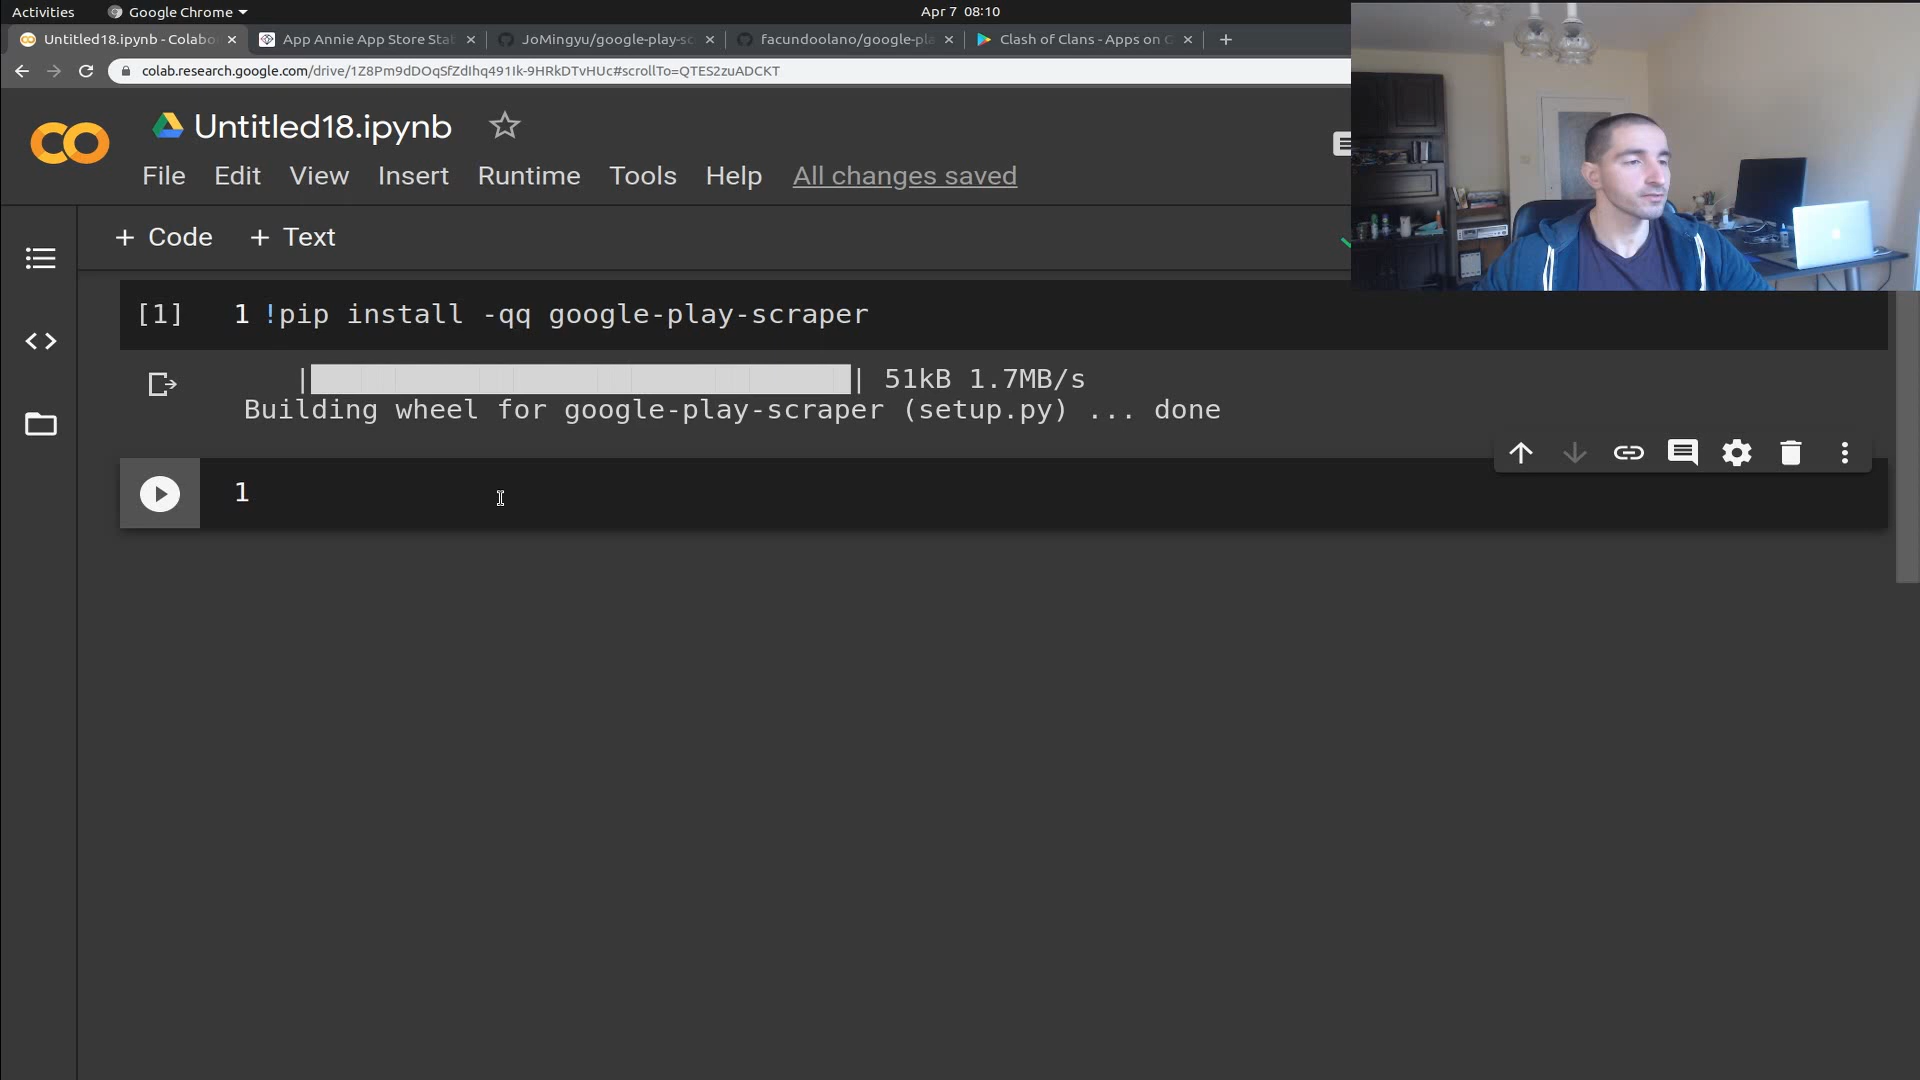 Activities Google Chrome Apr 7 08:10
Untitled18.ipynb - Colabo App Annie App Store Sta JoMingyu/google-play-sc facundoolano/google-pla Clash of Clans - Apps on G
colab.research.google.com/drive/1Z8Pm9dDOqSfZdIhq491Ik-9HRkDTvHUc#scrollTo=QTES2zuADCKT
Untitled18.ipynb
File Edit View Insert Runtime Tools Help All changes saved
+ Code + Text
[1] 1 !pip install -qq google-play-scraper
51kB 1.7MB/s
Building wheel for google-play-scraper (setup.py) ... done
1